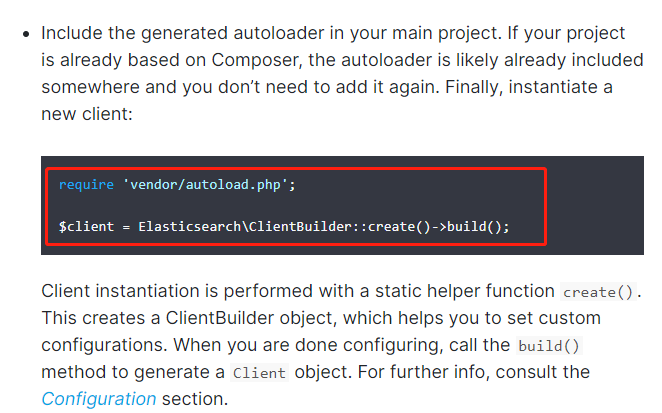 Include the generated autoloader in your main project. If your project
is already based on Composer, the autoloader is likely already included
somewhere and you don’t need to add it again. Finally, instantiate a
new client:
require 'vendor/autoload.php';
$client = Elasticsearch\ClientBuilder::create()->build();
Client instantiation is performed with a static helper function create().
This creates a ClientBuilder object, which helps you to set custom
configurations. When you are done configuring, call the build()
method to generate a Client object. For further info, consult the
Configuration section.